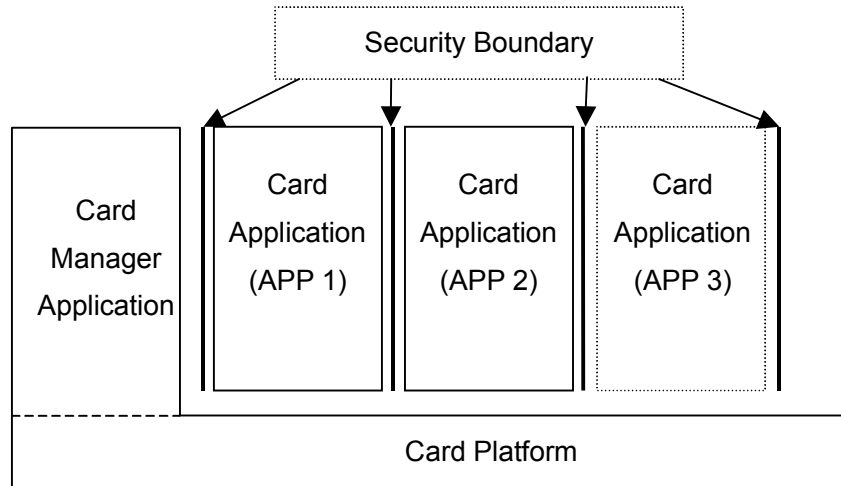 Security Boundary
Card
Manager
Application
Card
Application
(APP 1)
Card
Application
(APP 2)
Card
Application
(APP 3)
Card Platform